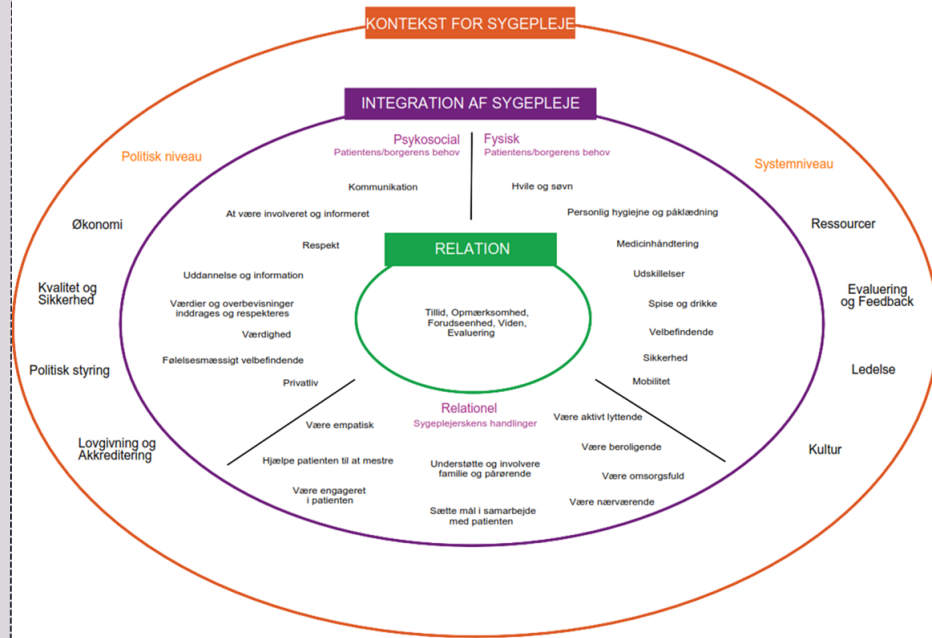 KONTEKST FOR SYGEPLEJE
INTEGRATION AF SYGEPLEJE
Psykosocial
Patientens/borgerens behov
Fysisk
Patientens/borgerens behov
Politisk niveau
Systemniveau
Kommunikation
At være involveret og informeret
Respekt
Uddannelse og information
Værdier og overbevisninger
inddrages og respekteres
Værdighed
Følelsesmæssigt velbefindende
Privatliv
Hvile og søvn
Personlig hygiejne og påklædning
Medicinhåndtering
Udskillelser
Spise og drikke
Velbefindende
Sikkerhed
Mobilitet
RELATION
Tillid, Opmærksomhed,
Forudseenhed, Viden,
Evaluering
Økonomi
Kvalitet og
Sikkerhed
Politisk styring
Lovgivning og
Akkreditering
Ressourcer
Evaluering
og Feedback
Ledelse
Kultur
Relationel
Sygeplejerskens handlinger
Være empatisk
Hjælpe patienten til at mestre
Være engageret
i patienten
Understøtte og involvere
familie og pårørende
Sætte mål i samarbejde
med patienten
Være aktivt lyttende
Være beroligende
Være omsorgsfuld
Være nærværende